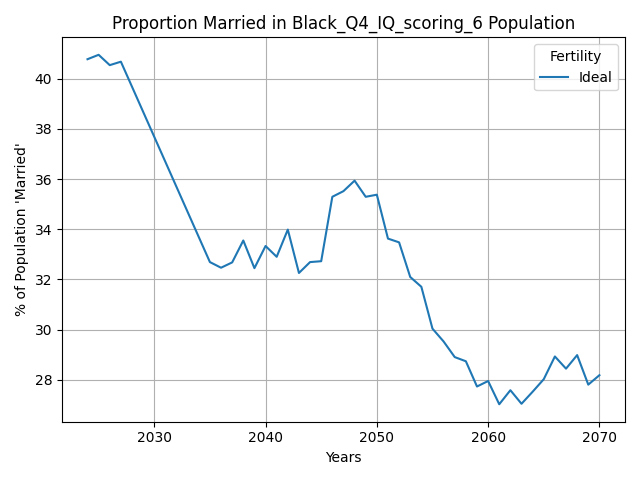 Proportion Married in Black_Q4_IQ_scoring_6 Population
Fertility
Ideal
% of Population 'Married'
40
38
36
34
32
30
28
2030
2040
2050
2060
2070
Years